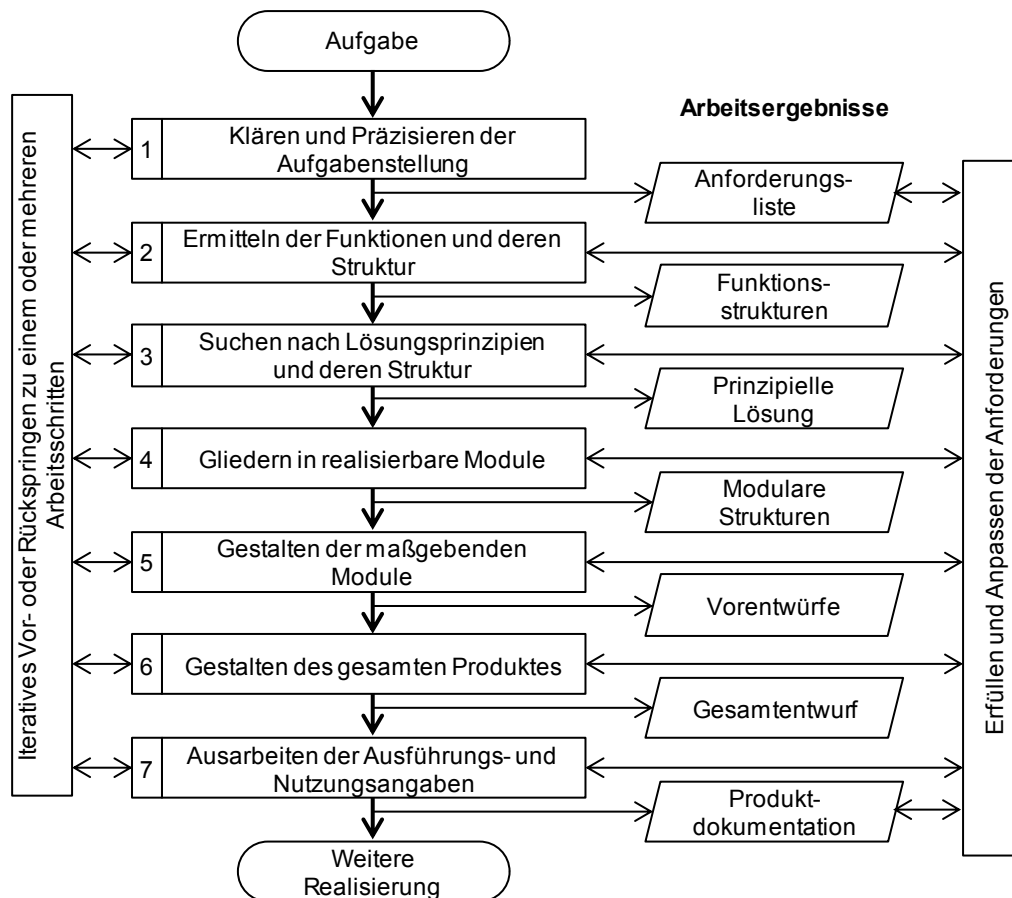 Aufgabe
Arbeitsergebnisse
Iteratives Vor- oder Rückspringen zu einem oder mehreren
Arbeitsschritten
1
Klären und Präzisieren der
Aufgabenstellung
Anforderungs-
liste
2
Ermitteln der Funktionen und deren
Struktur
Funktions-
strukturen
3
Suchen nach Lösungsprinzipien
und deren Struktur
Prinzipielle
Lösung
4
Gliedern in realisierbare Module
Modulare
Strukturen
5
Gestalten der maßgebenden
Module
Vorentwürfe
6
Gestalten des gesamten Produktes
Gesamtentwurf
7
Ausarbeiten der Ausführungs- und
Nutzungsangaben
Produkt-
dokumentation
Weitere
Realisierung
Erfüllen und Anpassen der Anforderungen